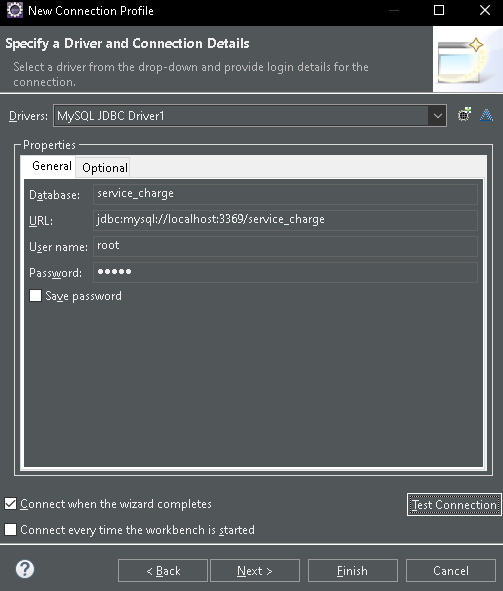 New Connection Profile
Specify a Driver and Connection Details
Select a driver from the drop-down and provide login details for the
connection.
Drivers: MySQL JDBC Driver1
Properties
General Optional
Database: service_charge
URL: jdbc:mysql://localhost:3369/service_charge
User name: root
Password: •••••
Save password
Connect when the wizard completes
Test Connection
Connect every time the workbench is started
? < Back Next > Finish Cancel